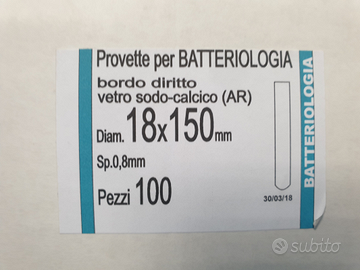 Provette per BATTERIOLOGIA
bordo diritto
vetro sodo-calcico (AR)
Diam. 18x150mm
Sp.0,8mm
Pezzi 100
30/03/18
BATTERIOLOGIA
subito